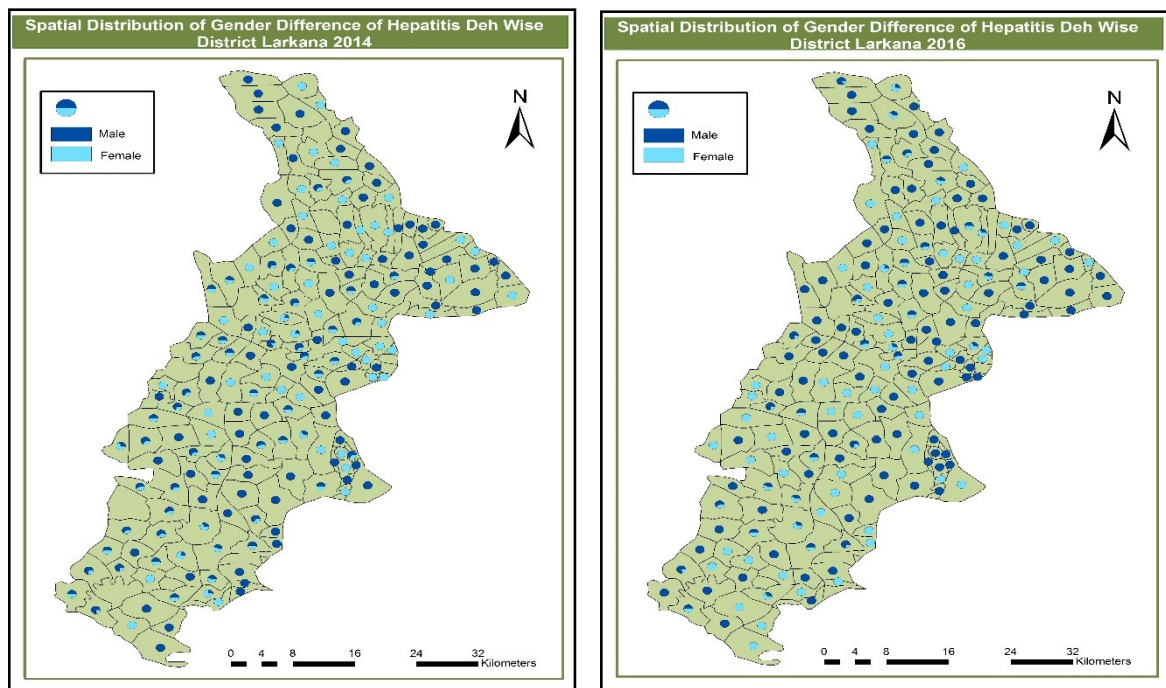 Spatial Distribution of Gender Difference of Hepatitis Deh Wise
District Larkana 2014
Male
Female
N
0 4 8 16 24 32
Kilometers
Spatial Distribution of Gender Difference of Hepatitis Deh Wise
District Larkana 2016
Male
Female
N
0 4 8 16 24 32
Kilometers